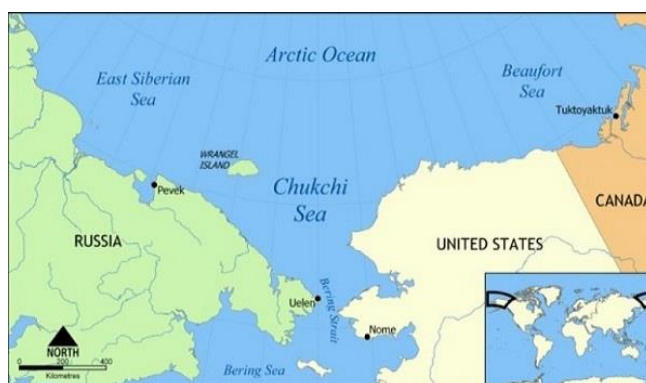 Arctic Ocean
East Siberian
Sea
Beaufort
Sea
Tuktoyaktuk
WRANGEL
ISLAND
Pevek
Chukchi
Sea
CANADA
RUSSIA
UNITED STATES
Uelen
Bering Strait
Nome
NORTH
Bering Sea
0 200 400
Kilometres